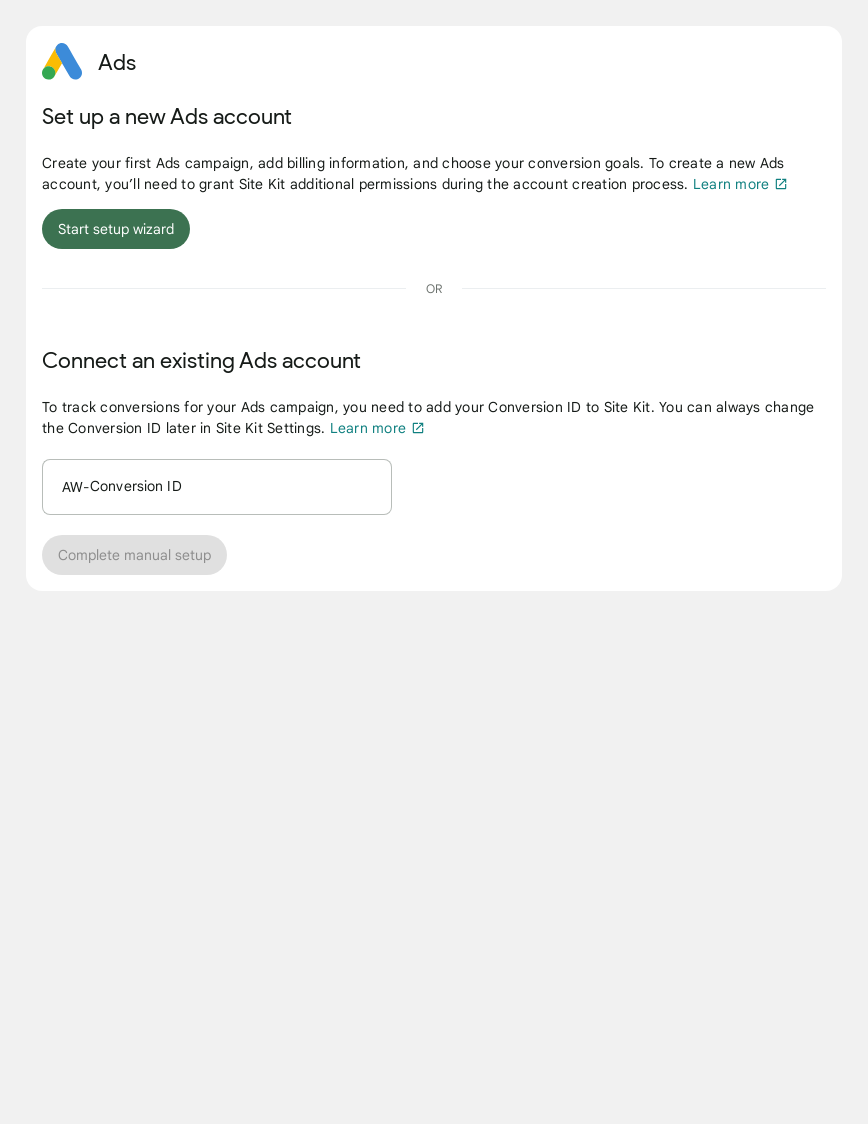 Ads
Set up a new Ads account
Create your first Ads campaign, add billing information, and choose your conversion goals. To create a new Ads
account, you’ll need to grant Site Kit additional permissions during the account creation process. Learn more
Start setup wizard
OR
Connect an existing Ads account
To track conversions for your Ads campaign, you need to add your Conversion ID to Site Kit. You can always change
the Conversion ID later in Site Kit Settings. Learn more
AW-Conversion ID
Complete manual setup